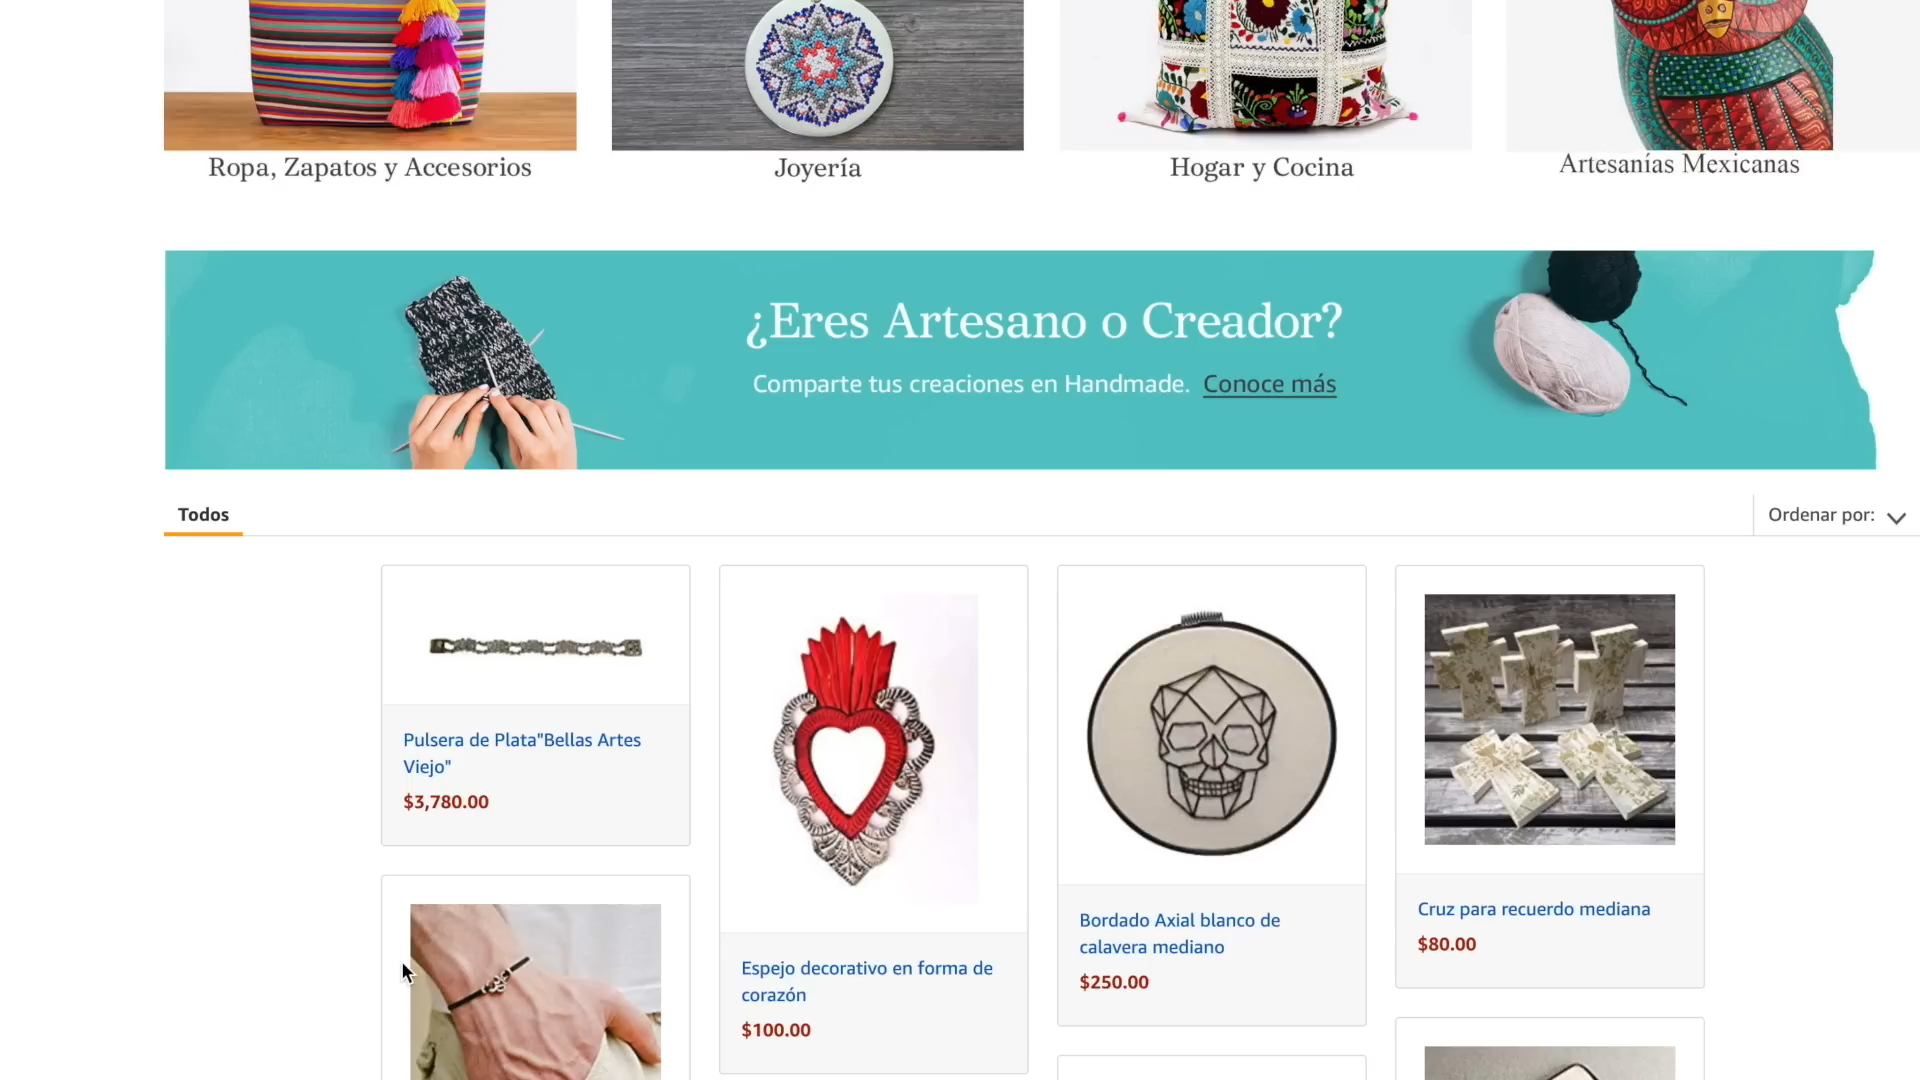 Ropa, Zapatos y Accesorios
Joyería
Hogar y Cocina
Artesanías Mexicanas
¿Eres Artesano o Creador?
Comparte tus creaciones en Handmade. Conoce más
Todos
Ordenar por:
Pulsera de Plata"Bellas Artes
Viejo"
$3,780.00
Espejo decorativo en forma de
corazón
$100.00
Bordado Axial blanco de
calavera mediano
$250.00
Cruz para recuerdo mediana
$80.00